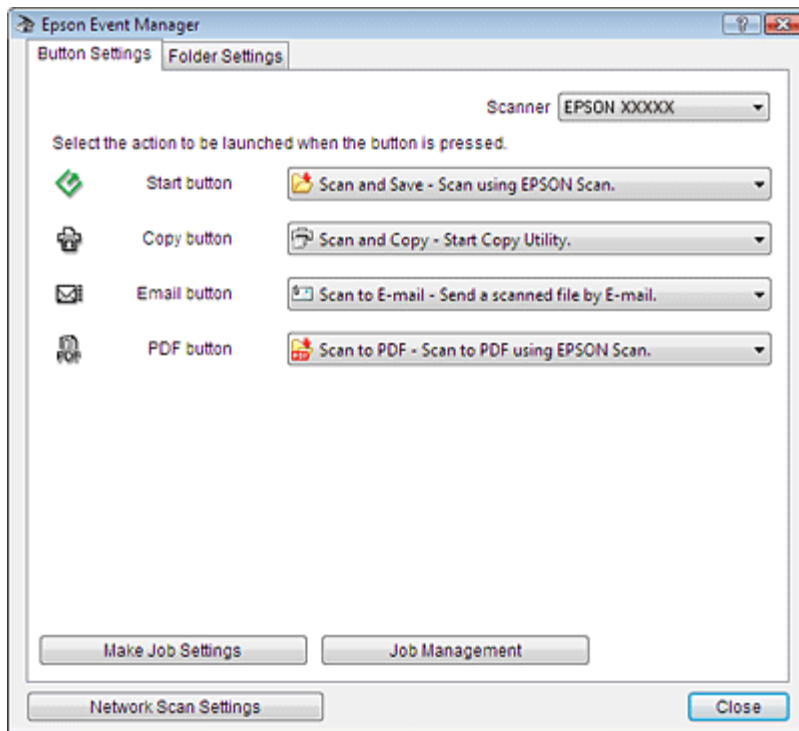 Epson Event Manager
Button Settings Folder Settings
Scanner EPSON XXXXX
Select the action to be launched when the button is pressed.
Start button Scan and Save - Scan using EPSON Scan.
Copy button Scan and Copy - Start Copy Utility.
Email button Scan to E-mail - Send a scanned file by E-mail.
PDF PDF button PDF Scan to PDF - Scan to PDF using EPSON Scan.
Make Job Settings Job Management
Network Scan Settings Close